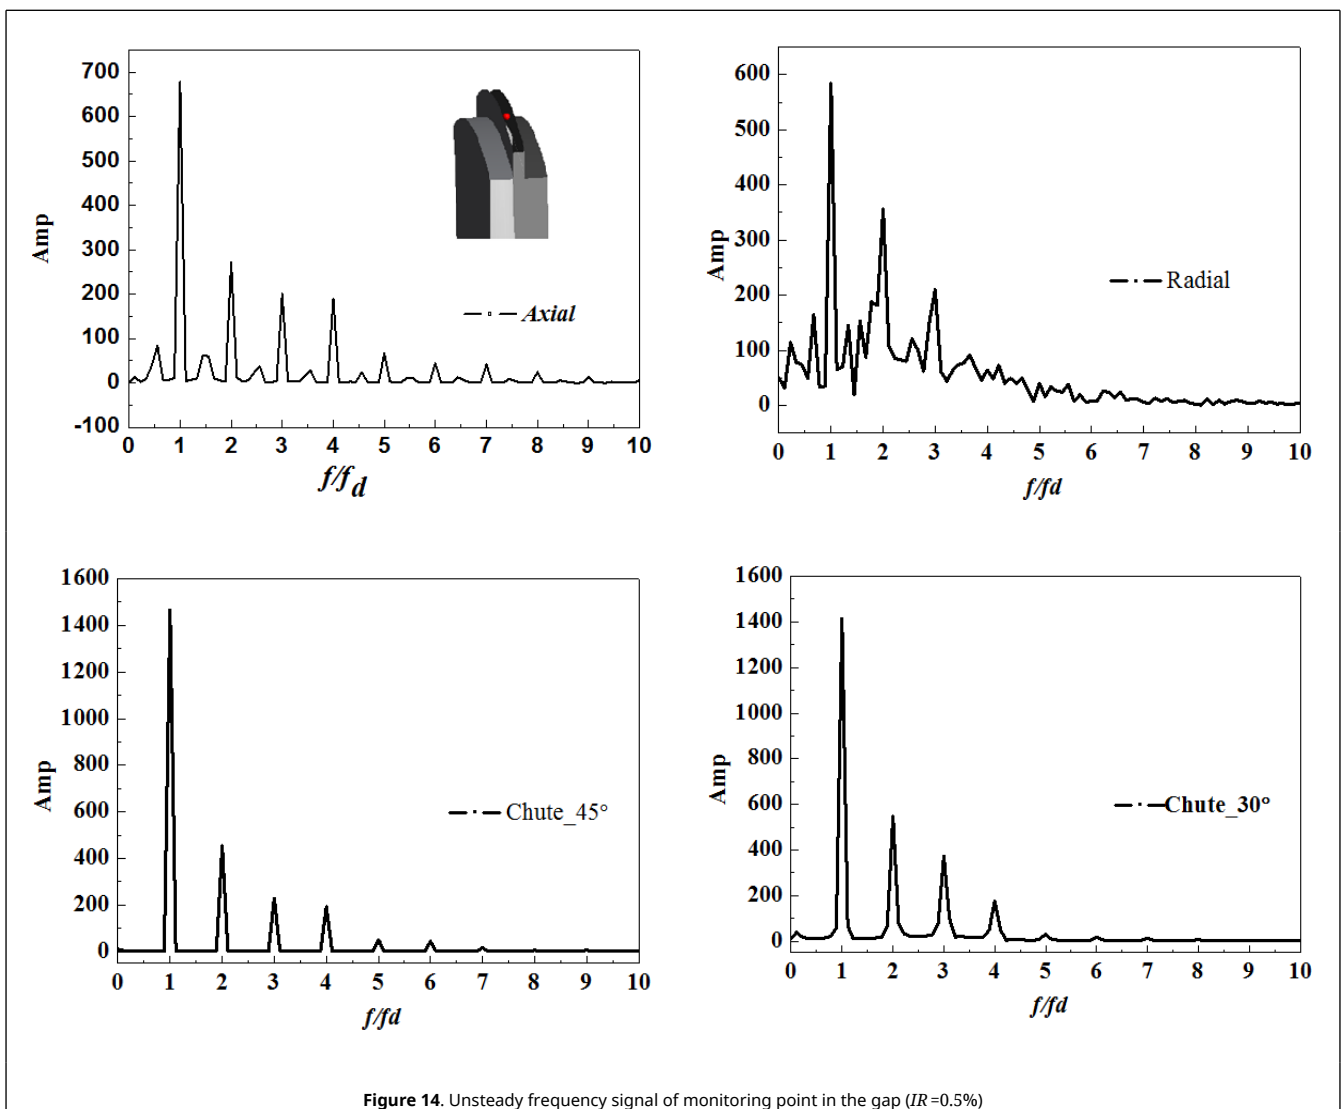 700
600
500
400
300
200
100
0
-100
Amp
0 1 2 3 4 5 6 7 8 9 10
f/fd
Axial
600
500
400
300
200
100
0
Amp
0 1 2 3 4 5 6 7 8 9 10
f/fd
Radial
1600
1400
1200
1000
800
600
400
200
0
Amp
0 1 2 3 4 5 6 7 8 9 10
f/fd
Chute_45°
1600
1400
1200
1000
800
600
400
200
0
Amp
0 1 2 3 4 5 6 7 8 9 10
f/fd
Chute_30°
Figure 14. Unsteady frequency signal of monitoring point in the gap (IR=0.5%)